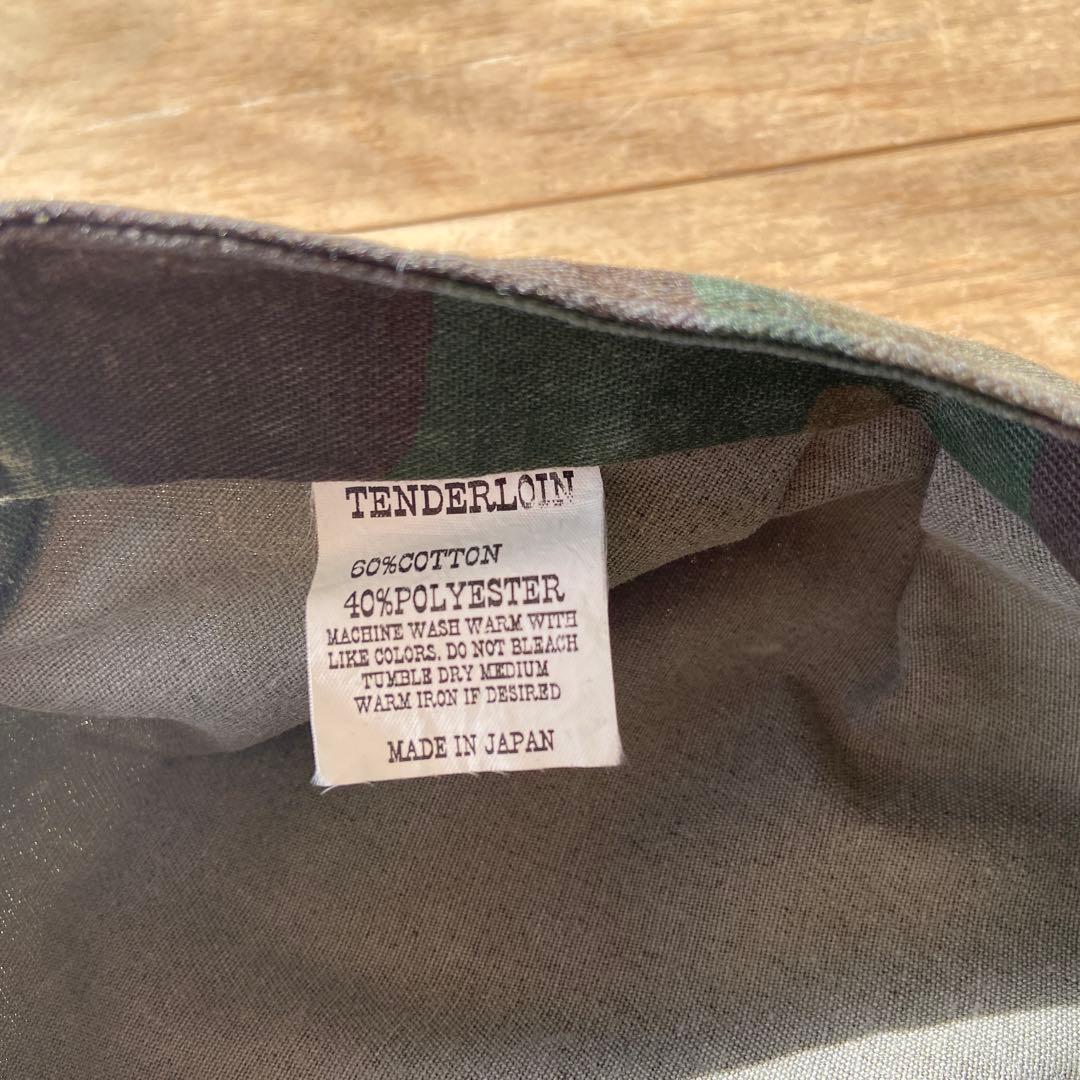 TENDERLOIN
60%COTTON
40%POLYESTER
MACHINE WASH WARM WITH
LIKE COLORS. DO NOT BLEACH
TUMBLE DRY MEDIUM
WARM IRON IF DESIRED
MADE IN JAPAN